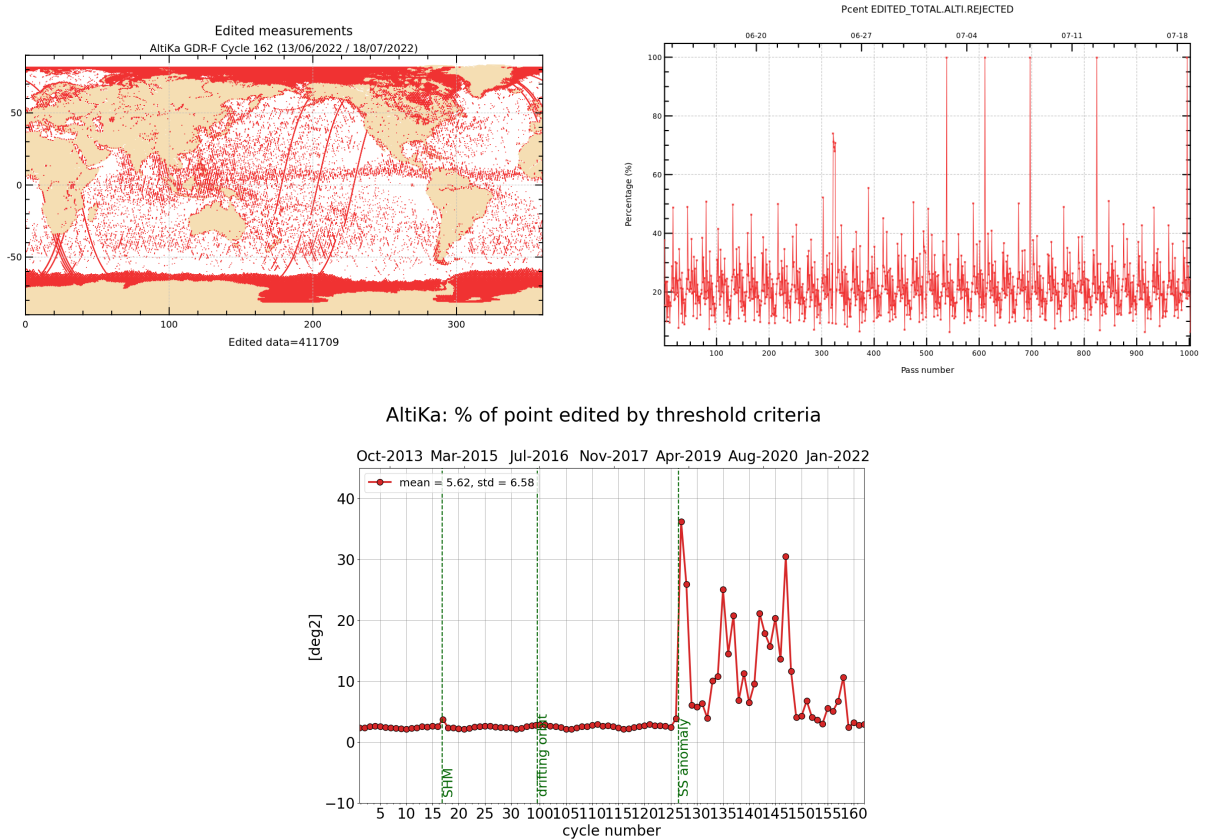 Edited measurements
AltiKa GDR-F Cycle 162 (13/06/2022 / 18/07/2022)
50
0
-50
0 100 200 300
Edited data=411709
Pcent EDITED_TOTAL.ALTI.REJECTED
06-20 06-27 07-04 07-11 07-18
Percentage (%)
100
80
60
40
20
100 200 300 400 500 600 700 800 900 1000
Pass number
AltiKa: % of point edited by threshold criteria
Oct-2013 Mar-2015 Jul-2016 Nov-2017 Apr-2019 Aug-2020 Jan-2022
mean = 5.62, std = 6.58
[deg2]
40
30
20
10
0
−10
SHM
drifting orbit
SS anomaly
5 10 15 20 25 30 100 105 110 115 120 125 130 135 140 145 150 155 160
cycle number